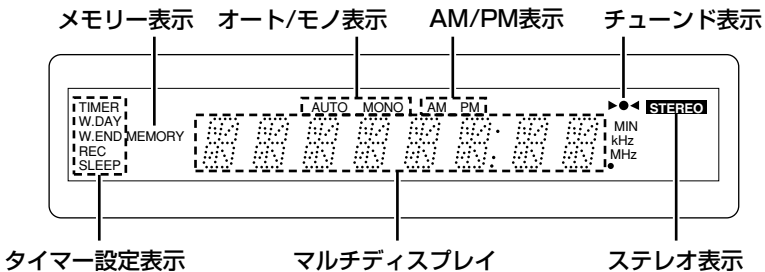 メモリー表示 オート/モノ表示 AM/PM表示 チューンド表示
TIMER AUTO MONO AM PM STEREO
W.DAY MIN
W.END MEMORY kHz
REC MHz
SLEEP
タイマー設定表示 マルチディスプレイ ステレオ表示